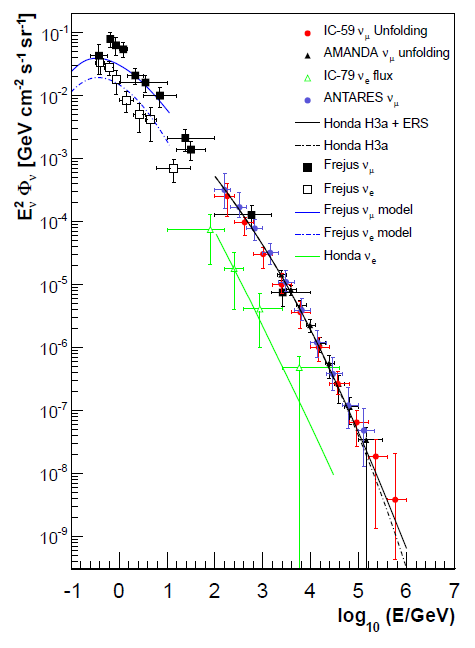 10⁻¹
10⁻²
10⁻³
10⁻⁴
10⁻⁵
10⁻⁶
10⁻⁷
10⁻⁸
10⁻⁹
E²ᵥ Φᵥ [GeV cm⁻² s⁻¹ sr⁻¹]
IC-59 νμ Unfolding
AMANDA νμ unfolding
IC-79 νe flux
ANTARES νμ
Honda H3a + ERS
Honda H3a
Frejus νμ
Frejus νe
Frejus νμ model
Frejus νe model
Honda νe
-1 0 1 2 3 4 5 6 7
log₁₀ (E/GeV)